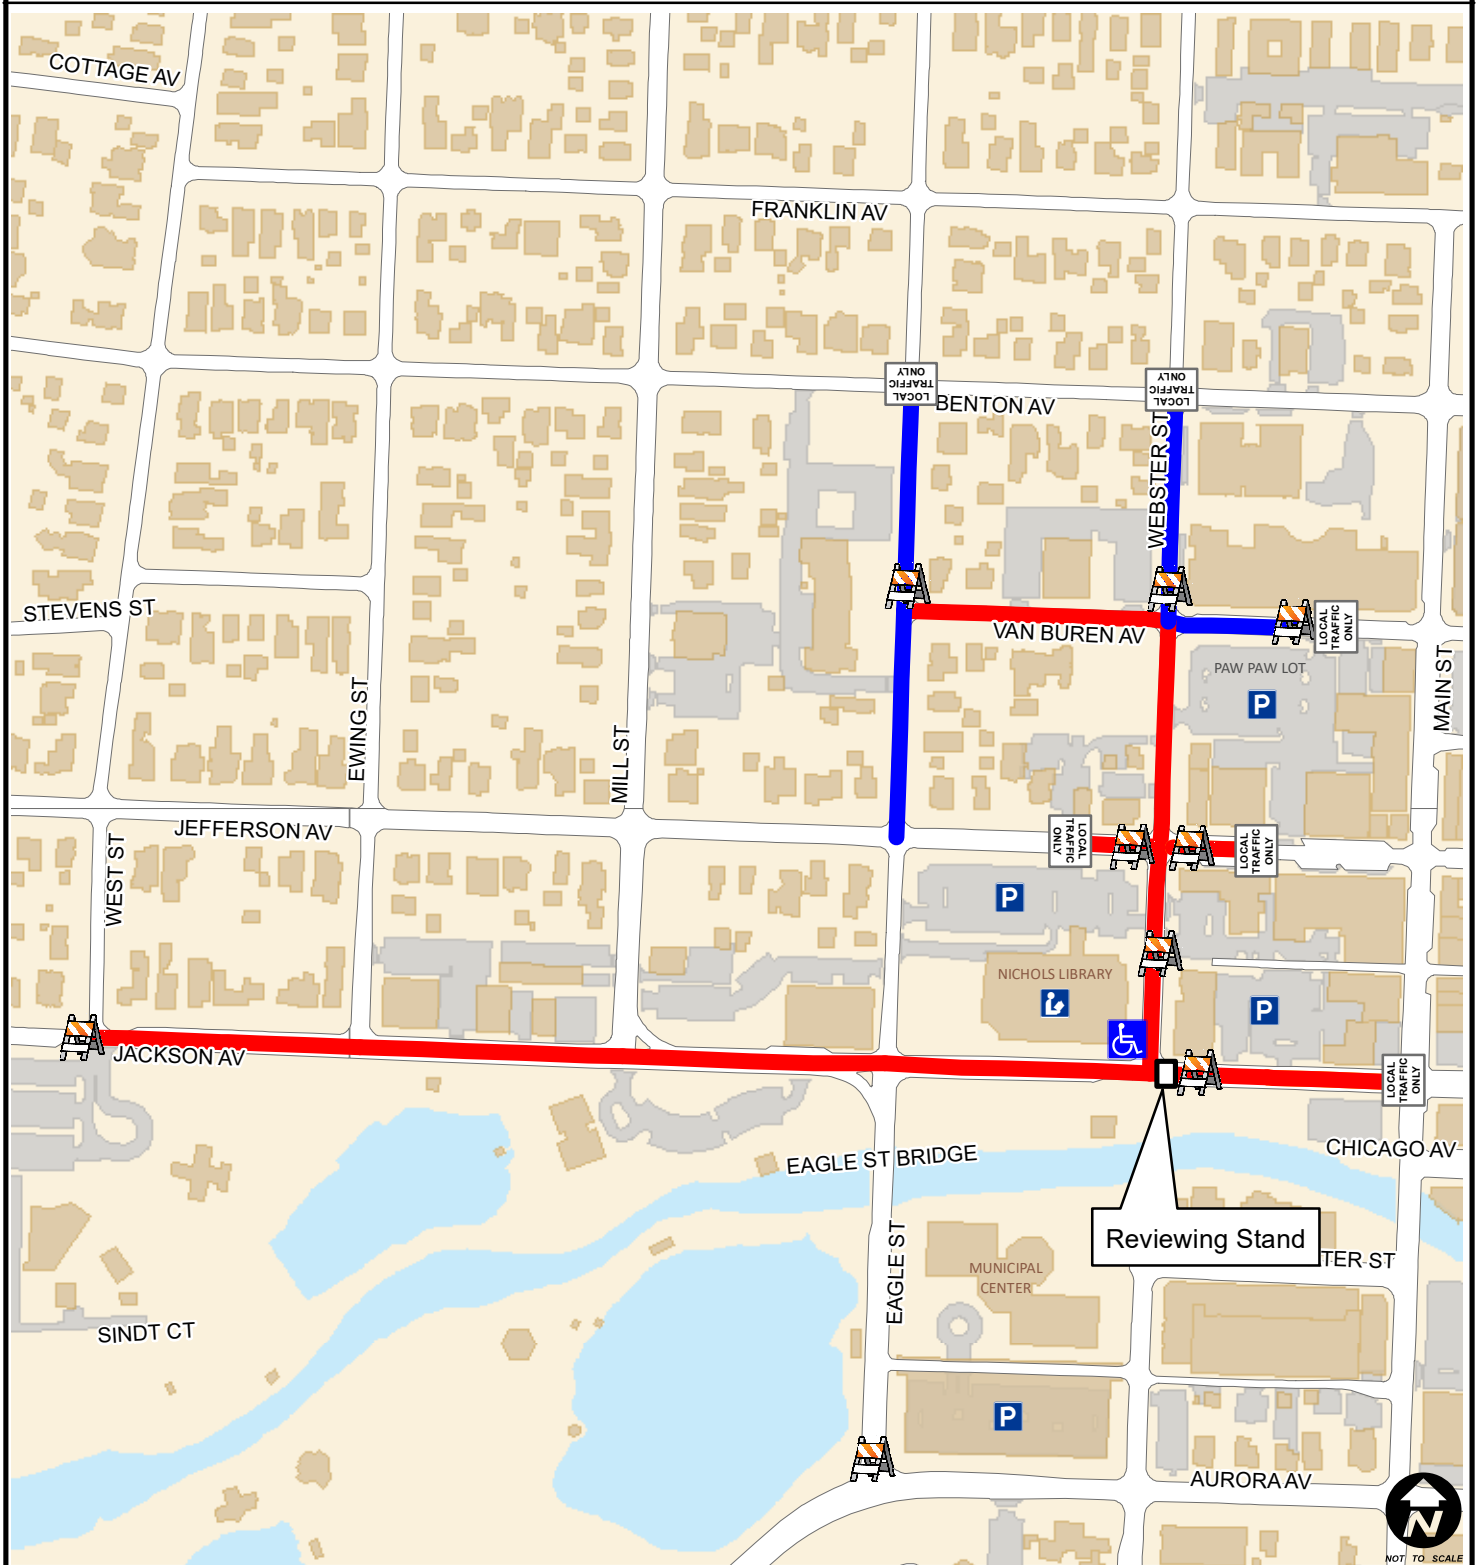 COTTAGE AV
FRANKLIN AV
LOCAL
TRAFFIC
ONLY
LOCAL
TRAFFIC
ONLY
BENTON AV
WEBSTER ST
STEVENS ST
VAN BUREN AV
LOCAL
TRAFFIC
ONLY
PAW PAW LOT
P
MAIN ST
EWING ST
MILL ST
JEFFERSON AV
LOCAL
TRAFFIC
ONLY
LOCAL
TRAFFIC
ONLY
WEST ST
P
NICHOLS LIBRARY
P
JACKSON AV
LOCAL
TRAFFIC
ONLY
CHICAGO AV
EAGLE ST BRIDGE
Reviewing Stand
TER ST
EAGLE ST
MUNICIPAL
CENTER
SINDT CT
P
AURORA AV
N
NOT TO SCALE